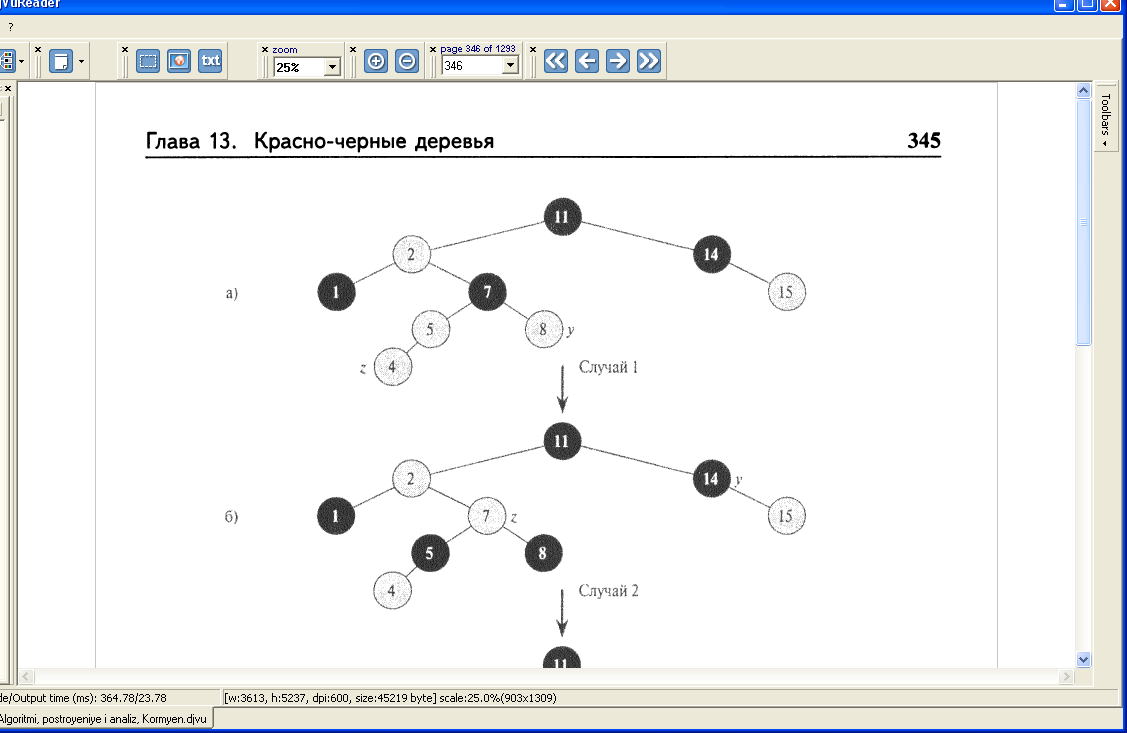 jVuReader
?
zoom
page 346 of 1293
txt
25%
346
Toolbars
Глава 13. Красно-черные деревья 345
11
2 14
а) 1 7 15
5 8 y
z 4 Случай 1
11
2 14 y
б) 1 7 z 15
5 8
4 Случай 2
11
de/Output time (ms): 364.78/23.78 [w:3613, h:5237, dpi:600, size:45219 byte] scale:25.0%(903x1309)
Algoritmi, postroyeniye i analiz, Kormyen.djvu